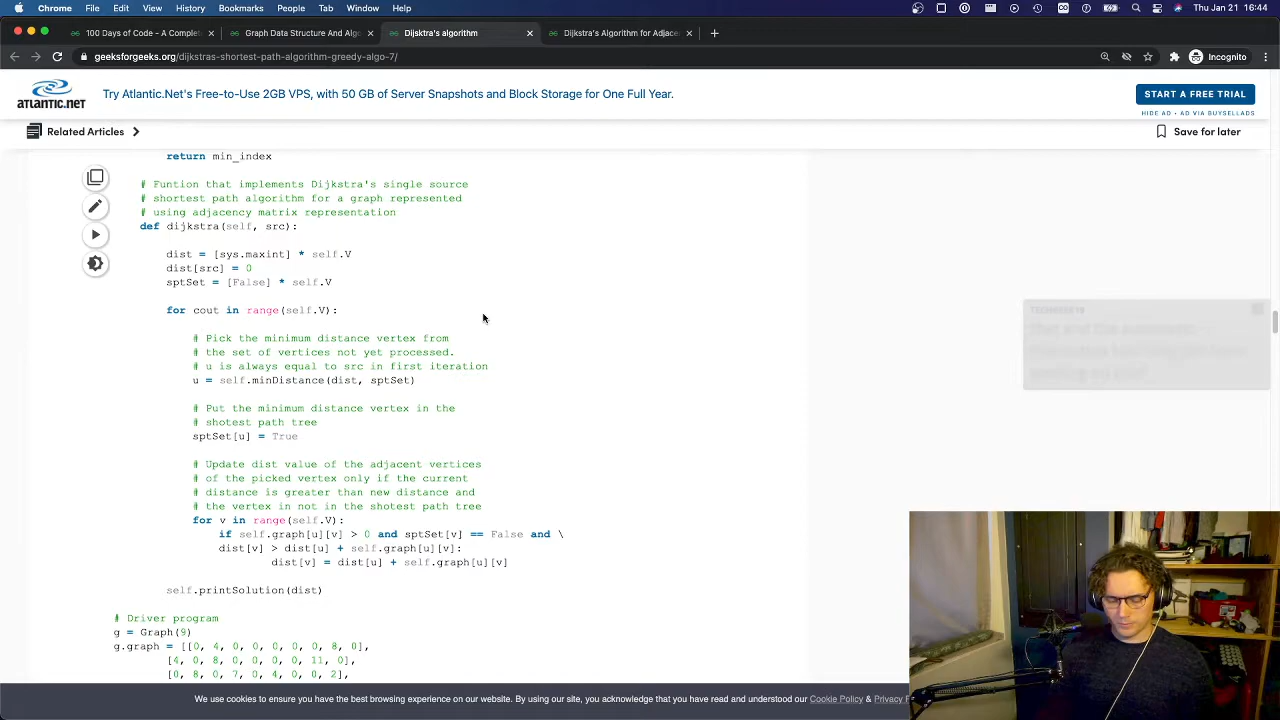 Chrome File Edit View History Bookmarks People Tab Window Help
Thu Jan 21 16:44
100 Days of Code - A Comple
Graph Data Structure And Algo
Dijsktra's algorithm
Dijkstra's Algorithm for Adjace
geeksforgeeks.org/dijkstras-shortest-path-algorithm-greedy-algo-7/
Incognito
ATLANTIC.NET
Try Atlantic.Net's Free-to-Use 2GB VPS, with 50 GB of Server Snapshots and Block Storage for One Full Year.
START A FREE TRIAL
HIDE AD • AD VIA BUYSELLADS
Related Articles
Save for later
return min_index
# Funtion that implements Dijkstra's single source
# shortest path algorithm for a graph represented
# using adjacency matrix representation
def dijkstra(self, src):
dist = [sys.maxint] * self.V
dist[src] = 0
sptSet = [False] * self.V
for cout in range(self.V):
# Pick the minimum distance vertex from
# the set of vertices not yet processed.
# u is always equal to src in first iteration
u = self.minDistance(dist, sptSet)
# Put the minimum distance vertex in the
# shotest path tree
sptSet[u] = True
# Update dist value of the adjacent vertices
# of the picked vertex only if the current
# distance is greater than new distance and
# the vertex in not in the shotest path tree
for v in range(self.V):
if self.graph[u][v] > 0 and sptSet[v] == False and \
dist[v] > dist[u] + self.graph[u][v]:
dist[v] = dist[u] + self.graph[u][v]
self.printSolution(dist)
# Driver program
g = Graph(9)
g.graph = [[0, 4, 0, 0, 0, 0, 0, 8, 0],
[4, 0, 8, 0, 0, 0, 0, 11, 0],
[0, 8, 0, 7, 0, 4, 0, 0, 2],
We use cookies to ensure you have the best browsing experience on our website. By using our site, you acknowledge that you have read and understood our Cookie Policy & Privacy